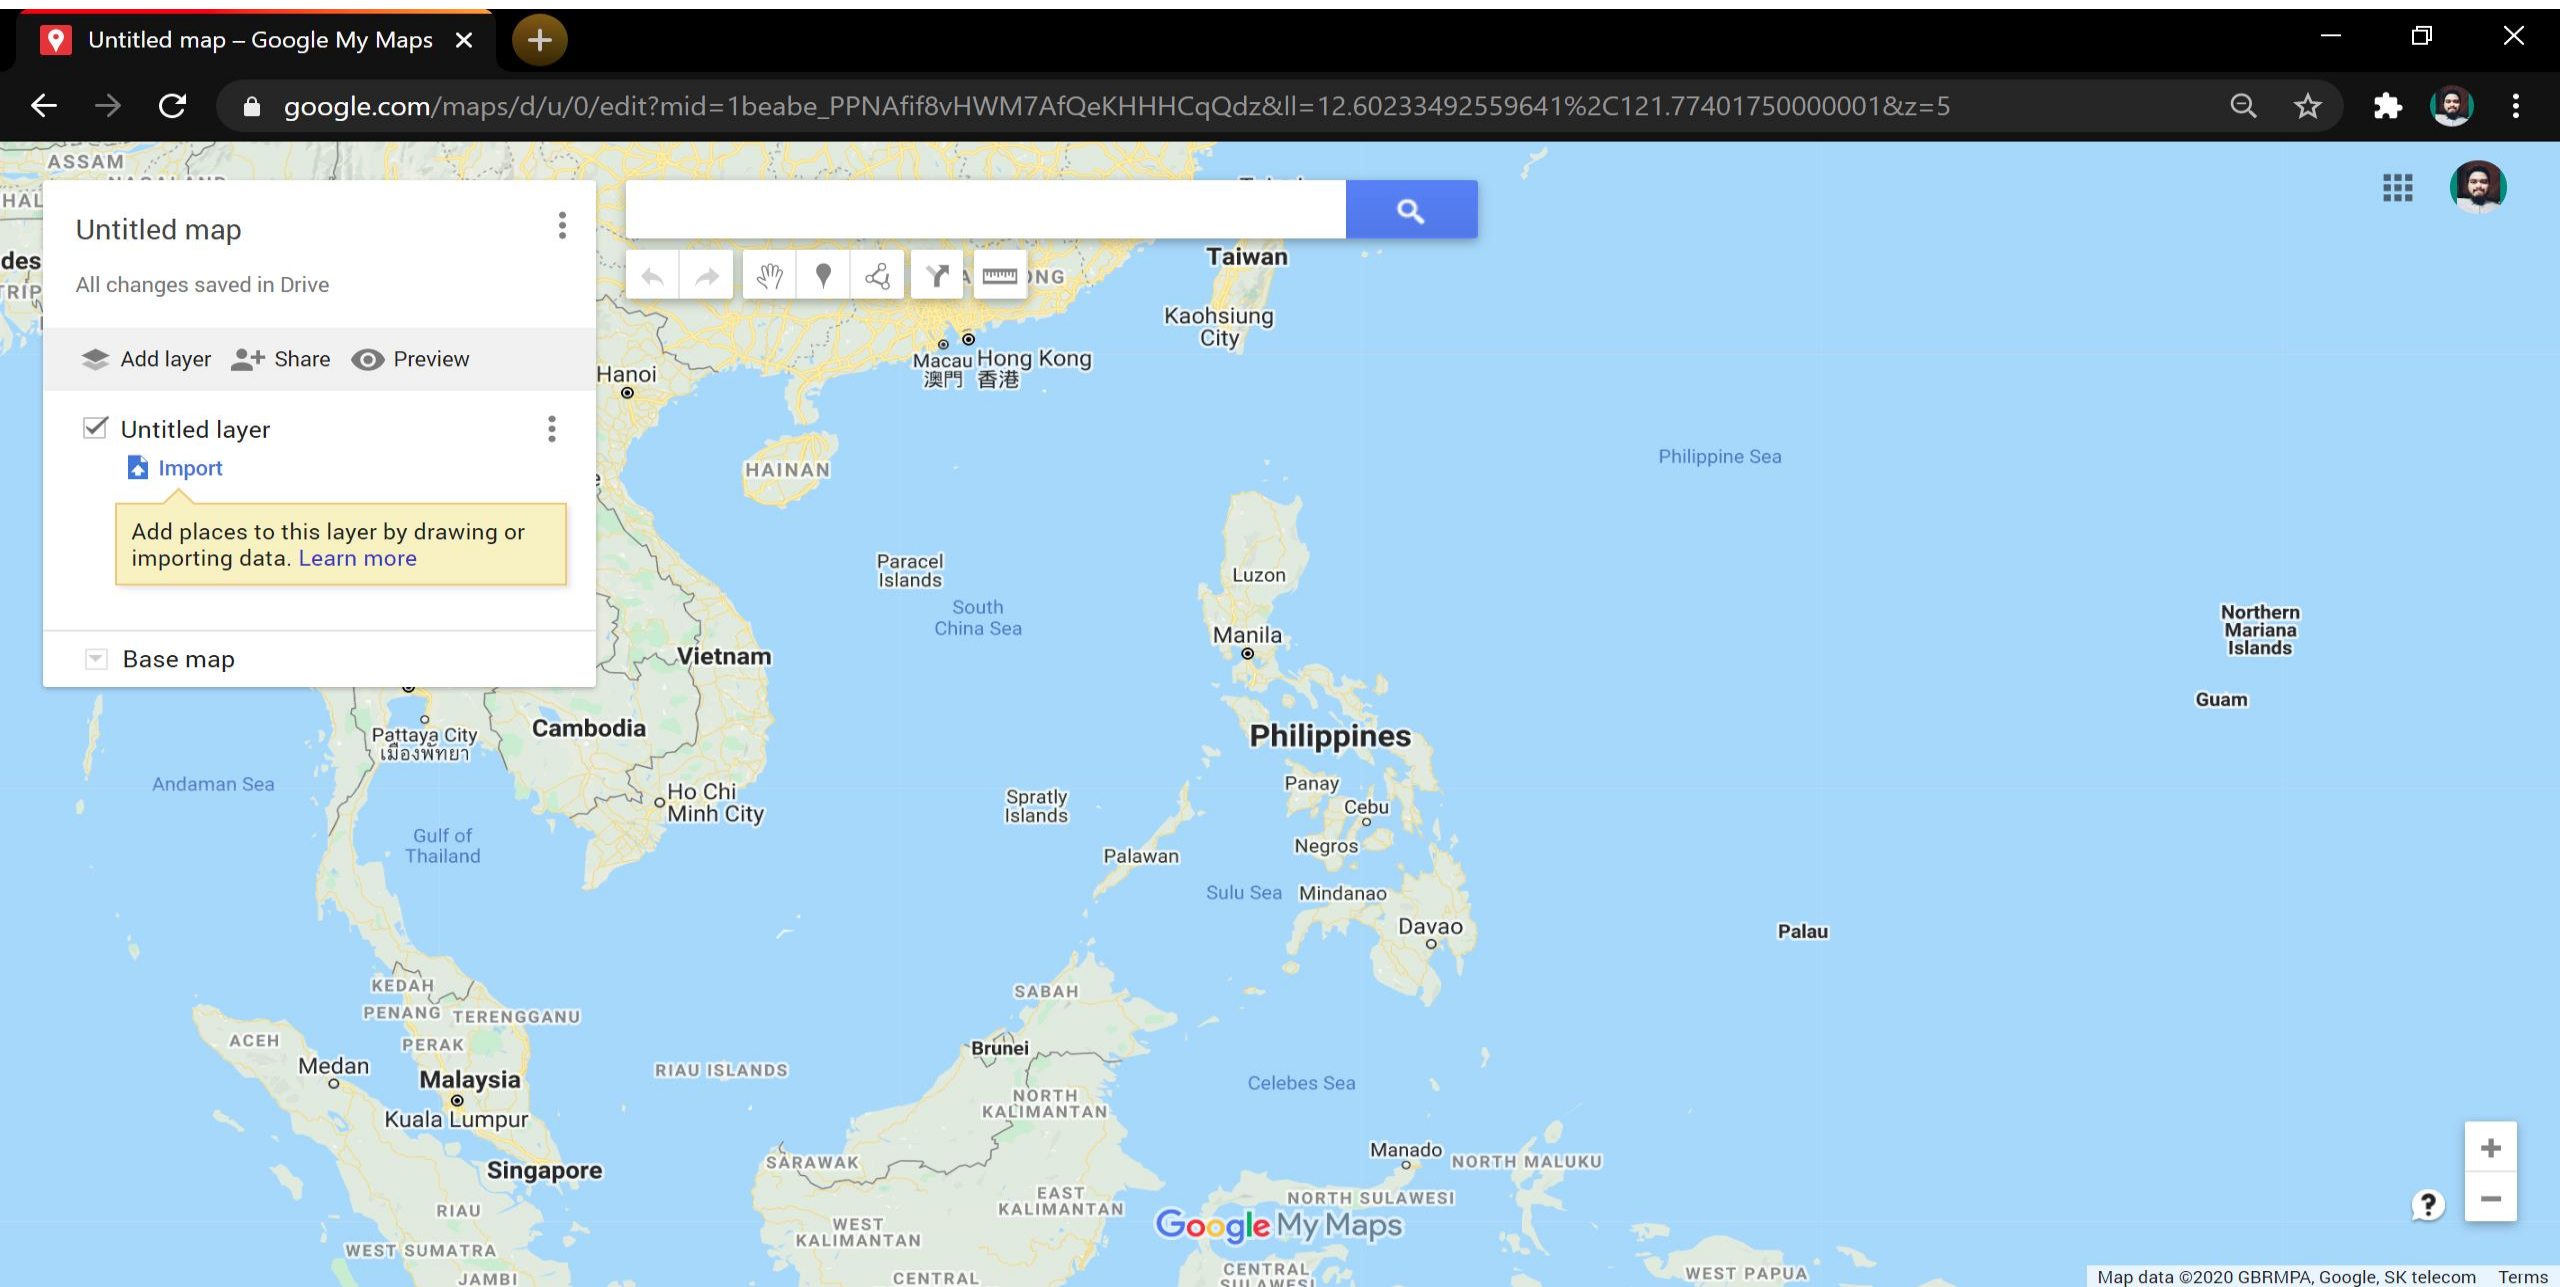 Untitled map – Google My Maps
google.com/maps/d/u/0/edit?mid=1beabe_PPNAfif8vHWM7AfQeKHHHCqQdz&ll=12.60233492559641%2C121.77401750000001&z=5
ASSAM
Untitled map
All changes saved in Drive
Add layer
Share
Preview
Untitled layer
Import
Add places to this layer by drawing or
importing data. Learn more
Base map
Taiwan
Kaohsiung
City
Macau
澳門
Hong Kong
香港
Hanoi
HAINAN
Philippine Sea
Paracel
Islands
South
China Sea
Luzon
Manila
Northern
Mariana
Islands
Guam
Vietnam
Cambodia
Philippines
Pattaya City
เมืองพัทยา
Andaman Sea
Ho Chi
Minh City
Gulf of
Thailand
Spratly
Islands
Panay
Cebu
Negros
Palawan
Sulu Sea
Mindanao
Davao
Palau
KEDAH
PENANG
TERENGGANU
PERAK
ACEH
Medan
Malaysia
Kuala Lumpur
RIAU ISLANDS
SABAH
Brunei
NORTH
KALIMANTAN
Celebes Sea
Singapore
SARAWAK
Manado
NORTH MALUKU
RIAU
EAST
KALIMANTAN
NORTH SULAWESI
WEST
KALIMANTAN
Google My Maps
WEST SUMATRA
JAMBI
CENTRAL
CENTRAL
SULAWESI
WEST PAPUA
Map data ©2020 GBRMPA, Google, SK telecom
Terms